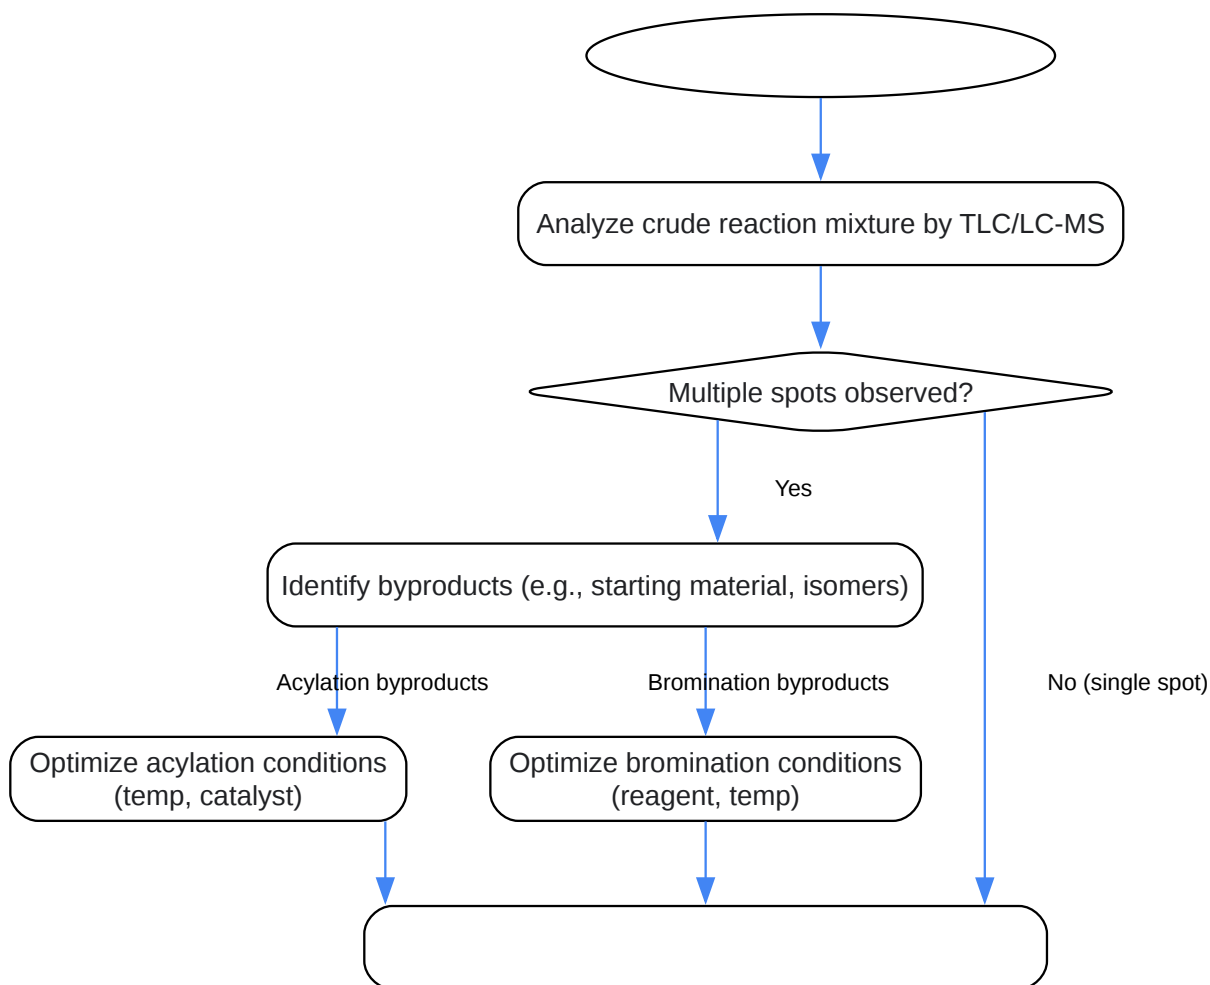 Analyze crude reaction mixture by TLC/LC-MS
Multiple spots observed?
Yes
Identify byproducts (e.g., starting material, isomers)
Acylation byproducts
Bromination byproducts
No (single spot)
Optimize acylation conditions
(temp, catalyst)
Optimize bromination conditions
(reagent, temp)